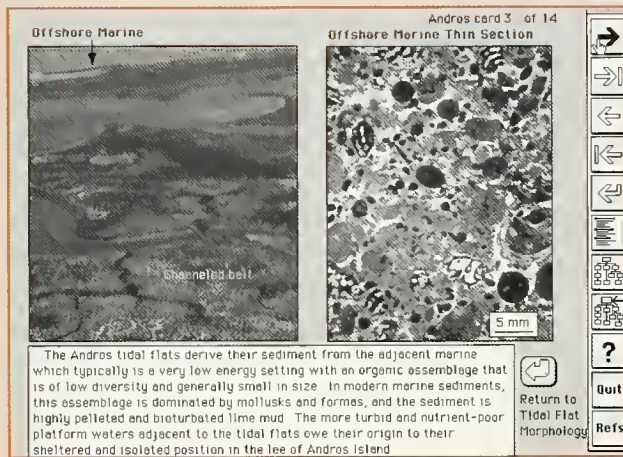 Andros card 3 of 14
Offshore Marine
Offshore Marine Thin Section
Channeled belt
5 mm
The Andros tidal flats derive their sediment from the adjacent marine
which typically is a very low energy setting with an organic assemblage that
is of low diversity and generally small in size In modern marine sediments,
this assemblage is dominated by mollusks and formas, and the sediment is
highly pelleted and bioturbated lime mud The more turbid and nutrient-poor
platform waters adjacent to the tidal flats owe their origin to their
sheltered and isolated position in the lee of Andros Island
Return to
Tidal Flat
Morphology
?
Quit
Refs